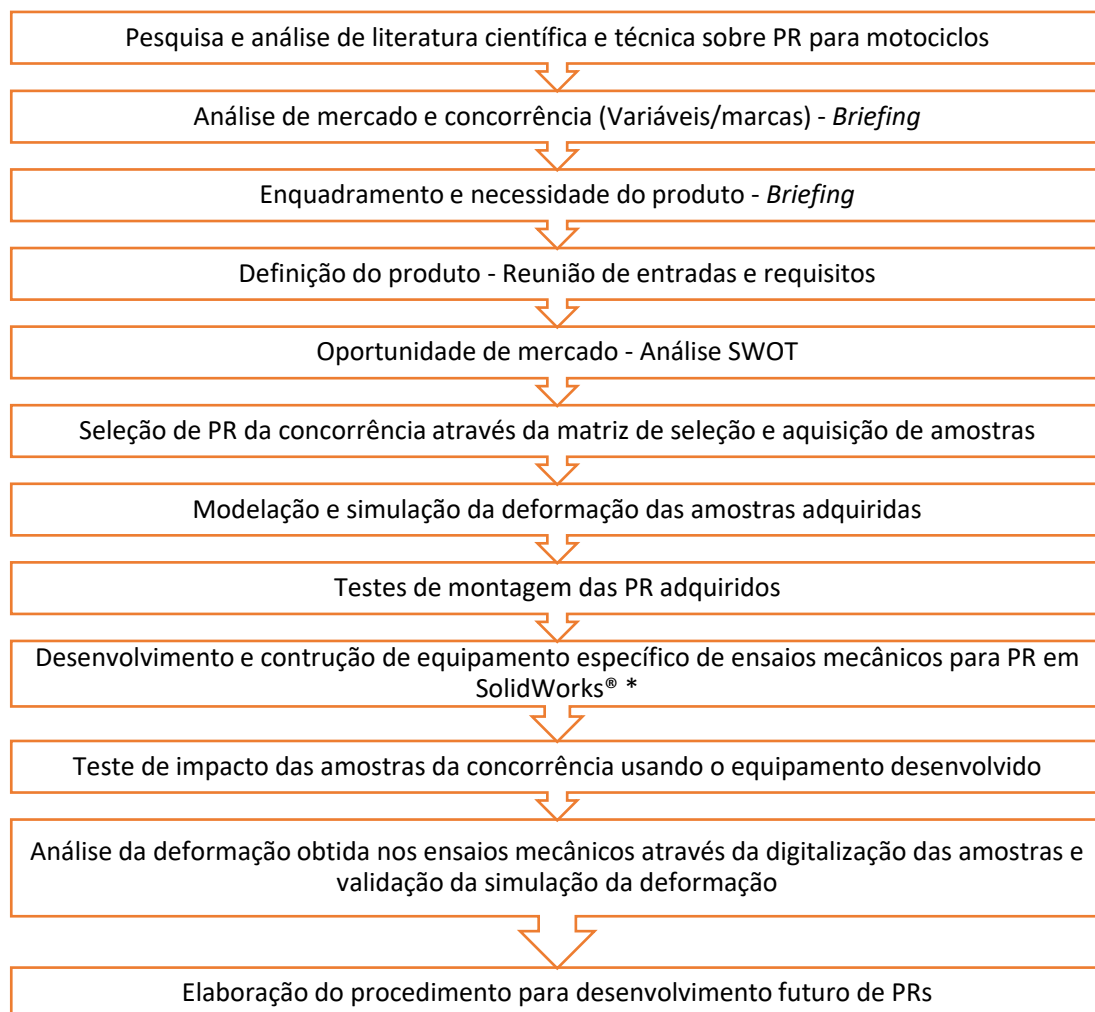 Pesquisa e análise de literatura científica e técnica sobre PR para motociclos
Análise de mercado e concorrência (Variáveis/marcas) - Briefing
Enquadramento e necessidade do produto - Briefing
Definição do produto - Reunião de entradas e requisitos
Oportunidade de mercado - Análise SWOT
Seleção de PR da concorrência através da matriz de seleção e aquisição de amostras
Modelação e simulação da deformação das amostras adquiridas
Testes de montagem das PR adquiridos
Desenvolvimento e contrução de equipamento específico de ensaios mecânicos para PR em
SolidWorks® *
Teste de impacto das amostras da concorrência usando o equipamento desenvolvido
Análise da deformação obtida nos ensaios mecânicos através da digitalização das amostras e
validação da simulação da deformação
Elaboração do procedimento para desenvolvimento futuro de PRs